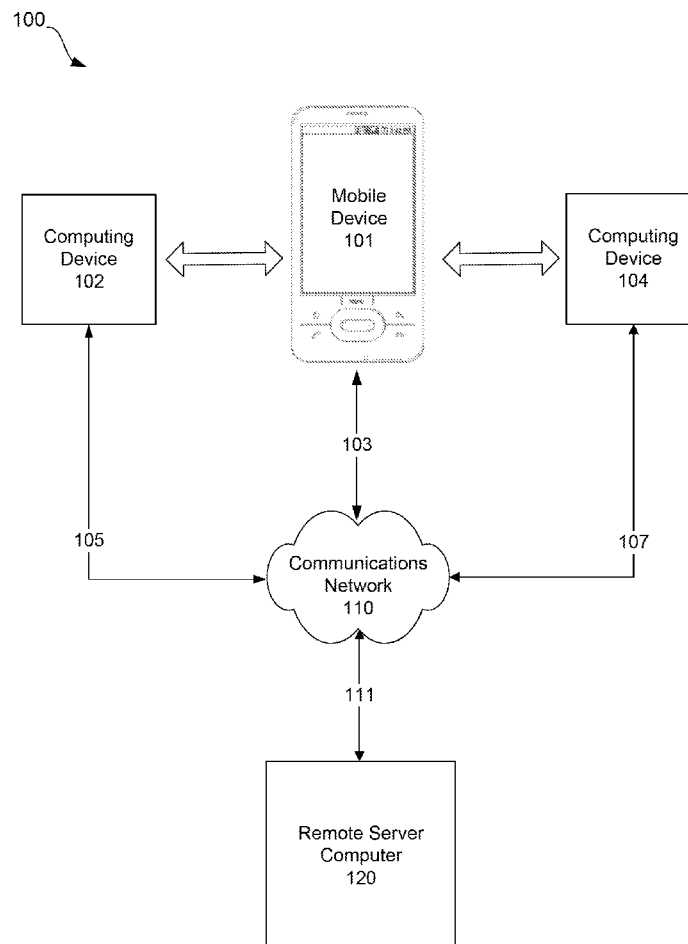 100
Mobile
Device
101
Computing
Device
102
Computing
Device
104
103
105
107
Communications
Network
110
111
Remote Server
Computer
120